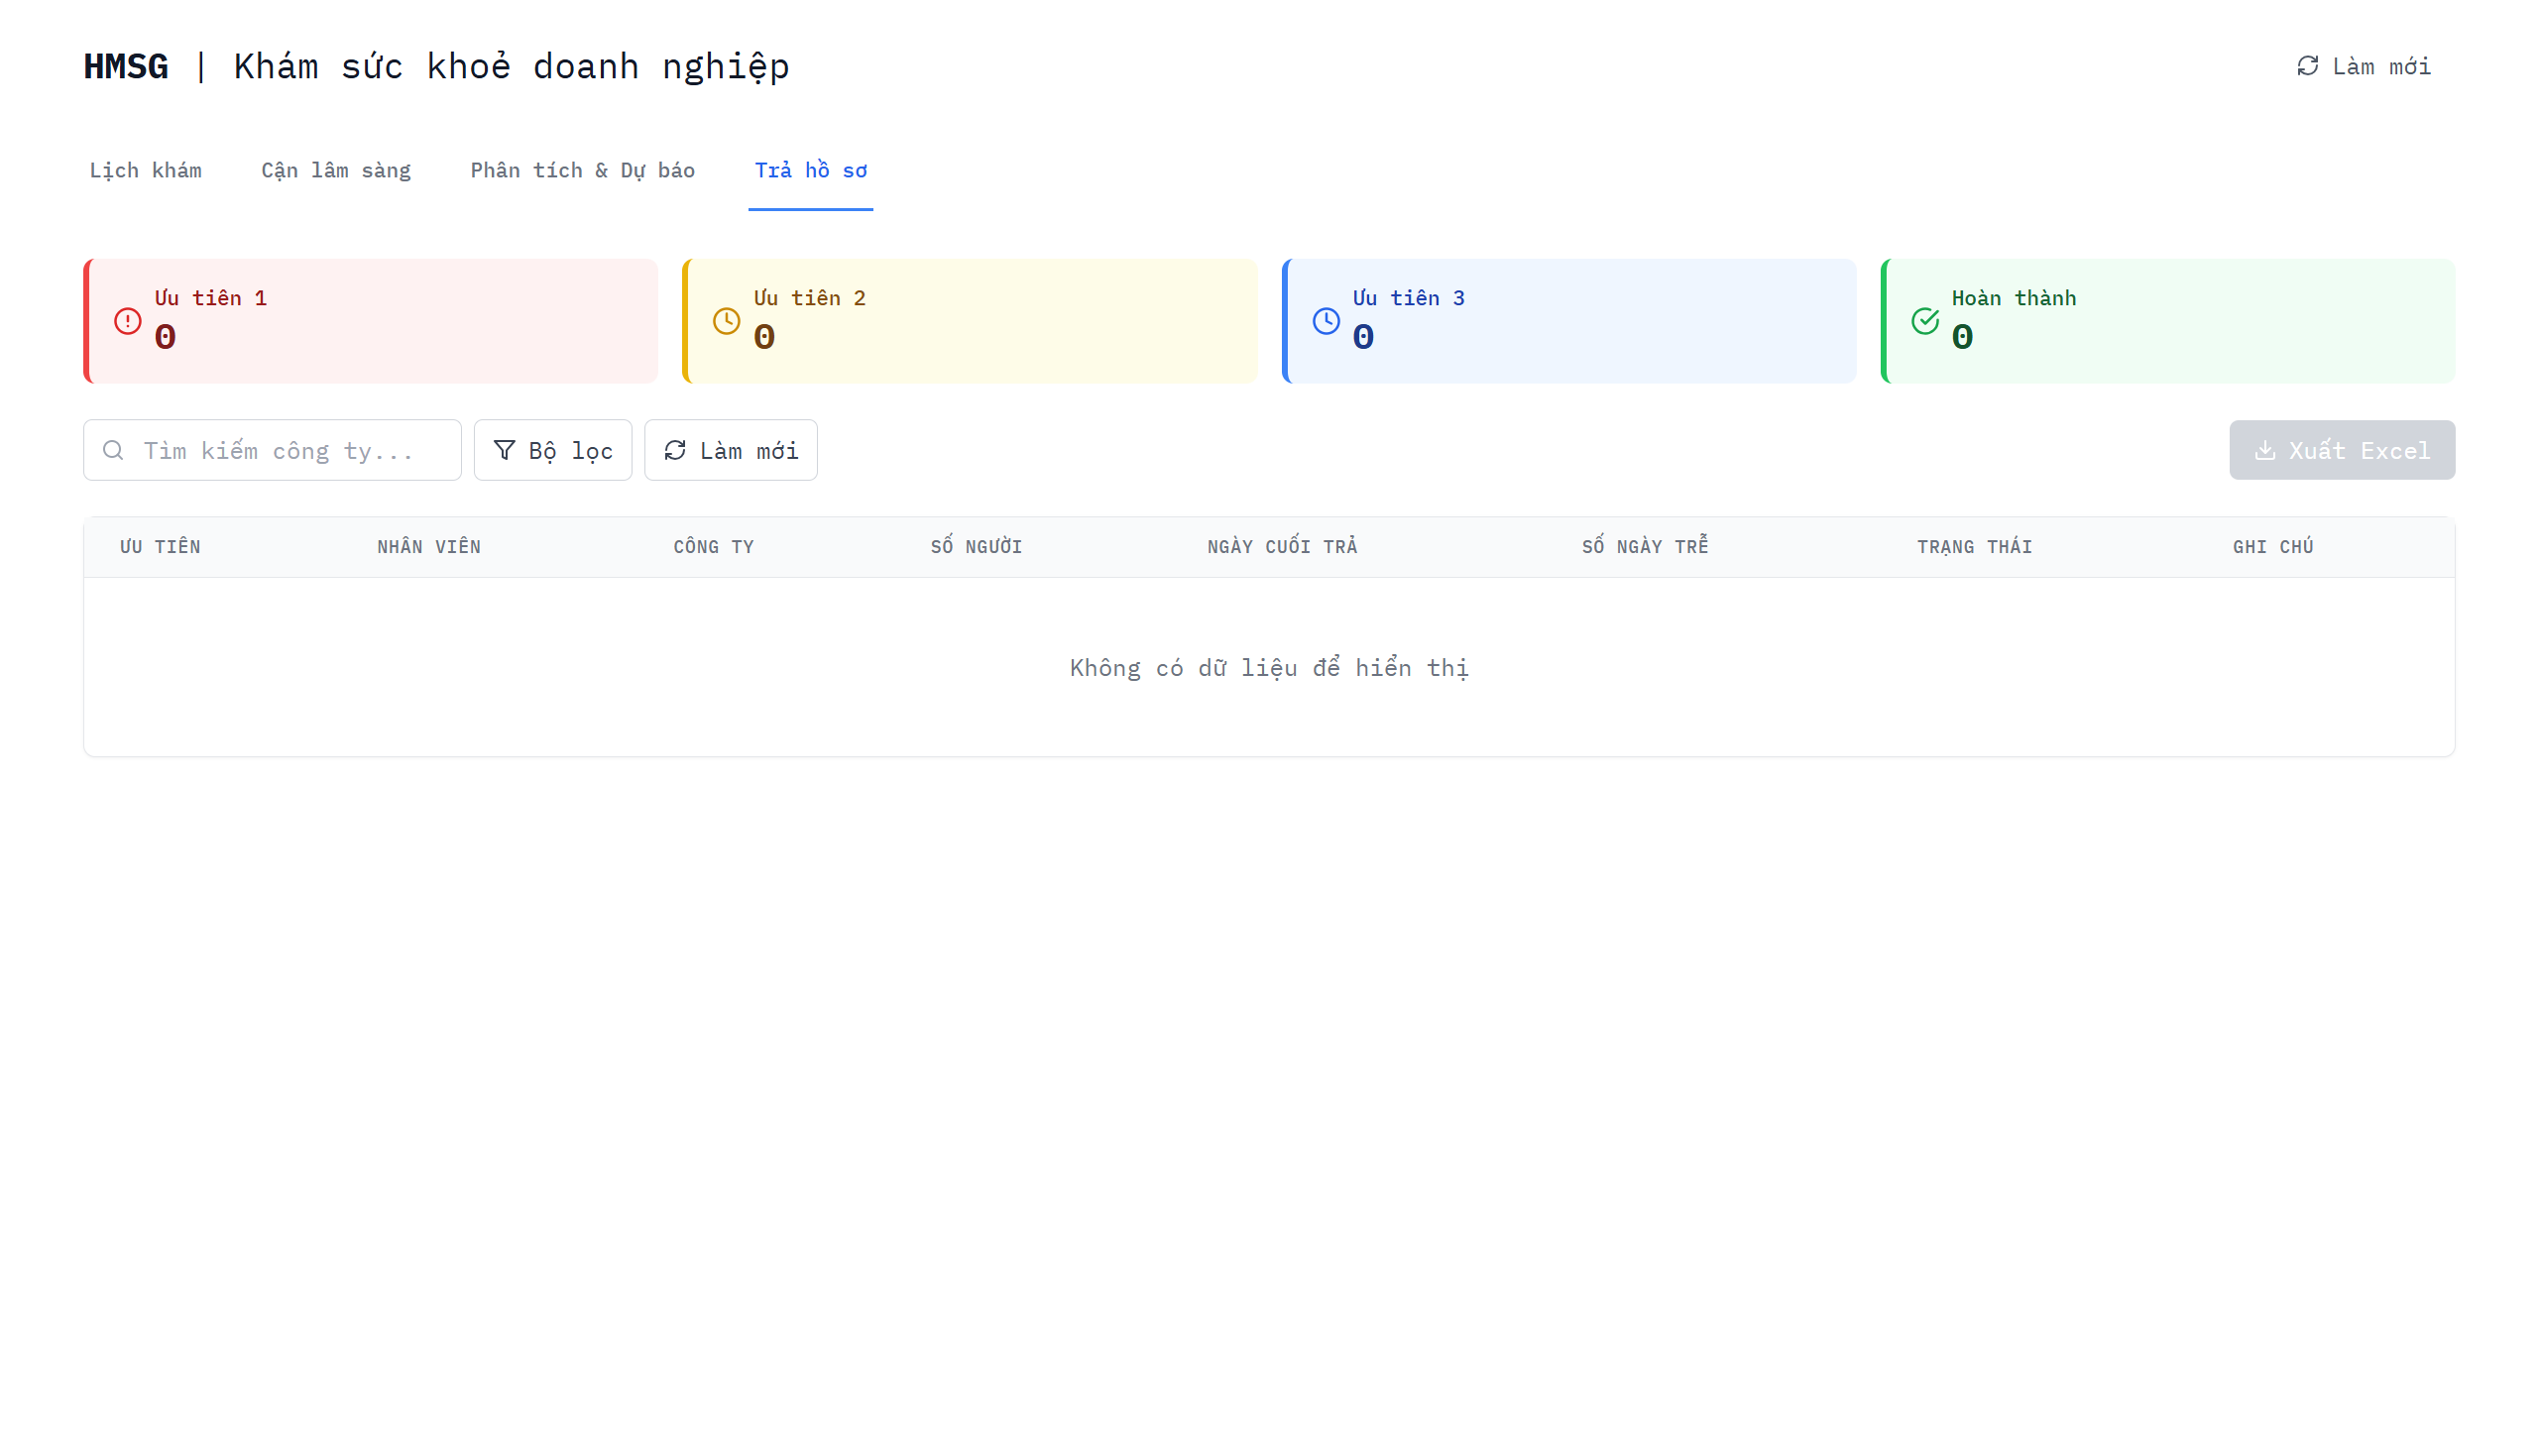 HMSG | Khám sức khoẻ doanh nghiệp
Làm mới
Lịch khám
Cận lâm sàng
Phân tích & Dự báo
Trả hồ sơ
Ưu tiên 1
0
Ưu tiên 2
0
Ưu tiên 3
0
Hoàn thành
0
Tìm kiếm công ty...
Bộ lọc
Làm mới
Xuất Excel
ƯU TIÊN
NHÂN VIÊN
CÔNG TY
SỐ NGƯỜI
NGÀY CUỐI TRẢ
SỐ NGÀY TRỄ
TRẠNG THÁI
GHI CHÚ
Không có dữ liệu để hiển thị